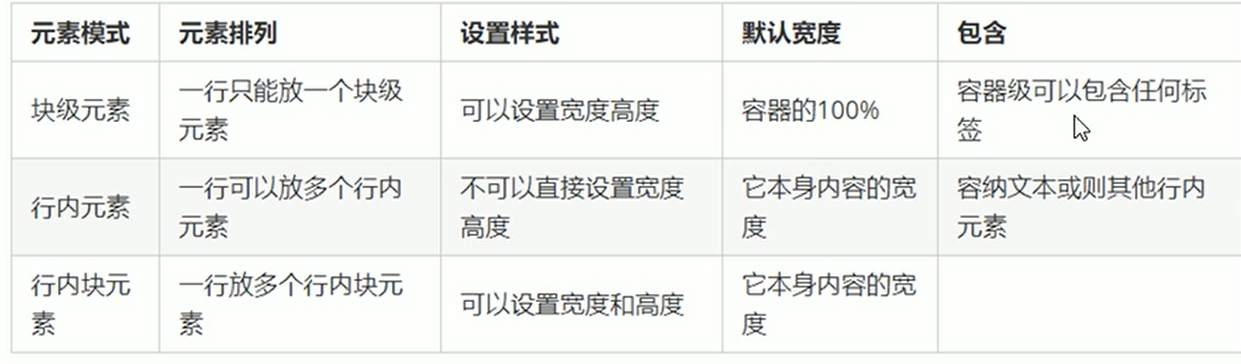 元素模式 元素排列 设置样式 默认宽度 包含
块级元素 一行只能放一个块级元素 可以设置宽度高度 容器的100% 容器级可以包含任何标签
行内元素 一行可以放多个行内元素 不可以直接设置宽度高度 它本身内容的宽度 容纳文本或则其他行内元素
行内块元素 一行放多个行内块元素 可以设置宽度和高度 它本身内容的宽度